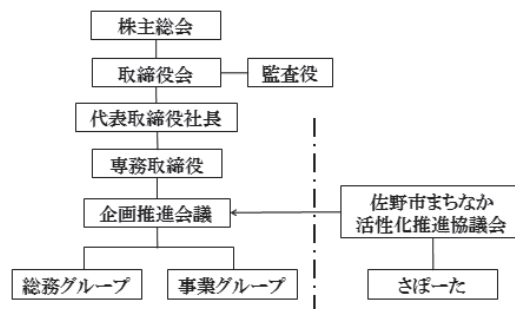 株主総会
取締役会
監査役
代表取締役社長
専務取締役
企画推進会議
佐野市まちなか
活性化推進協議会
総務グループ
事業グループ
さぽーた